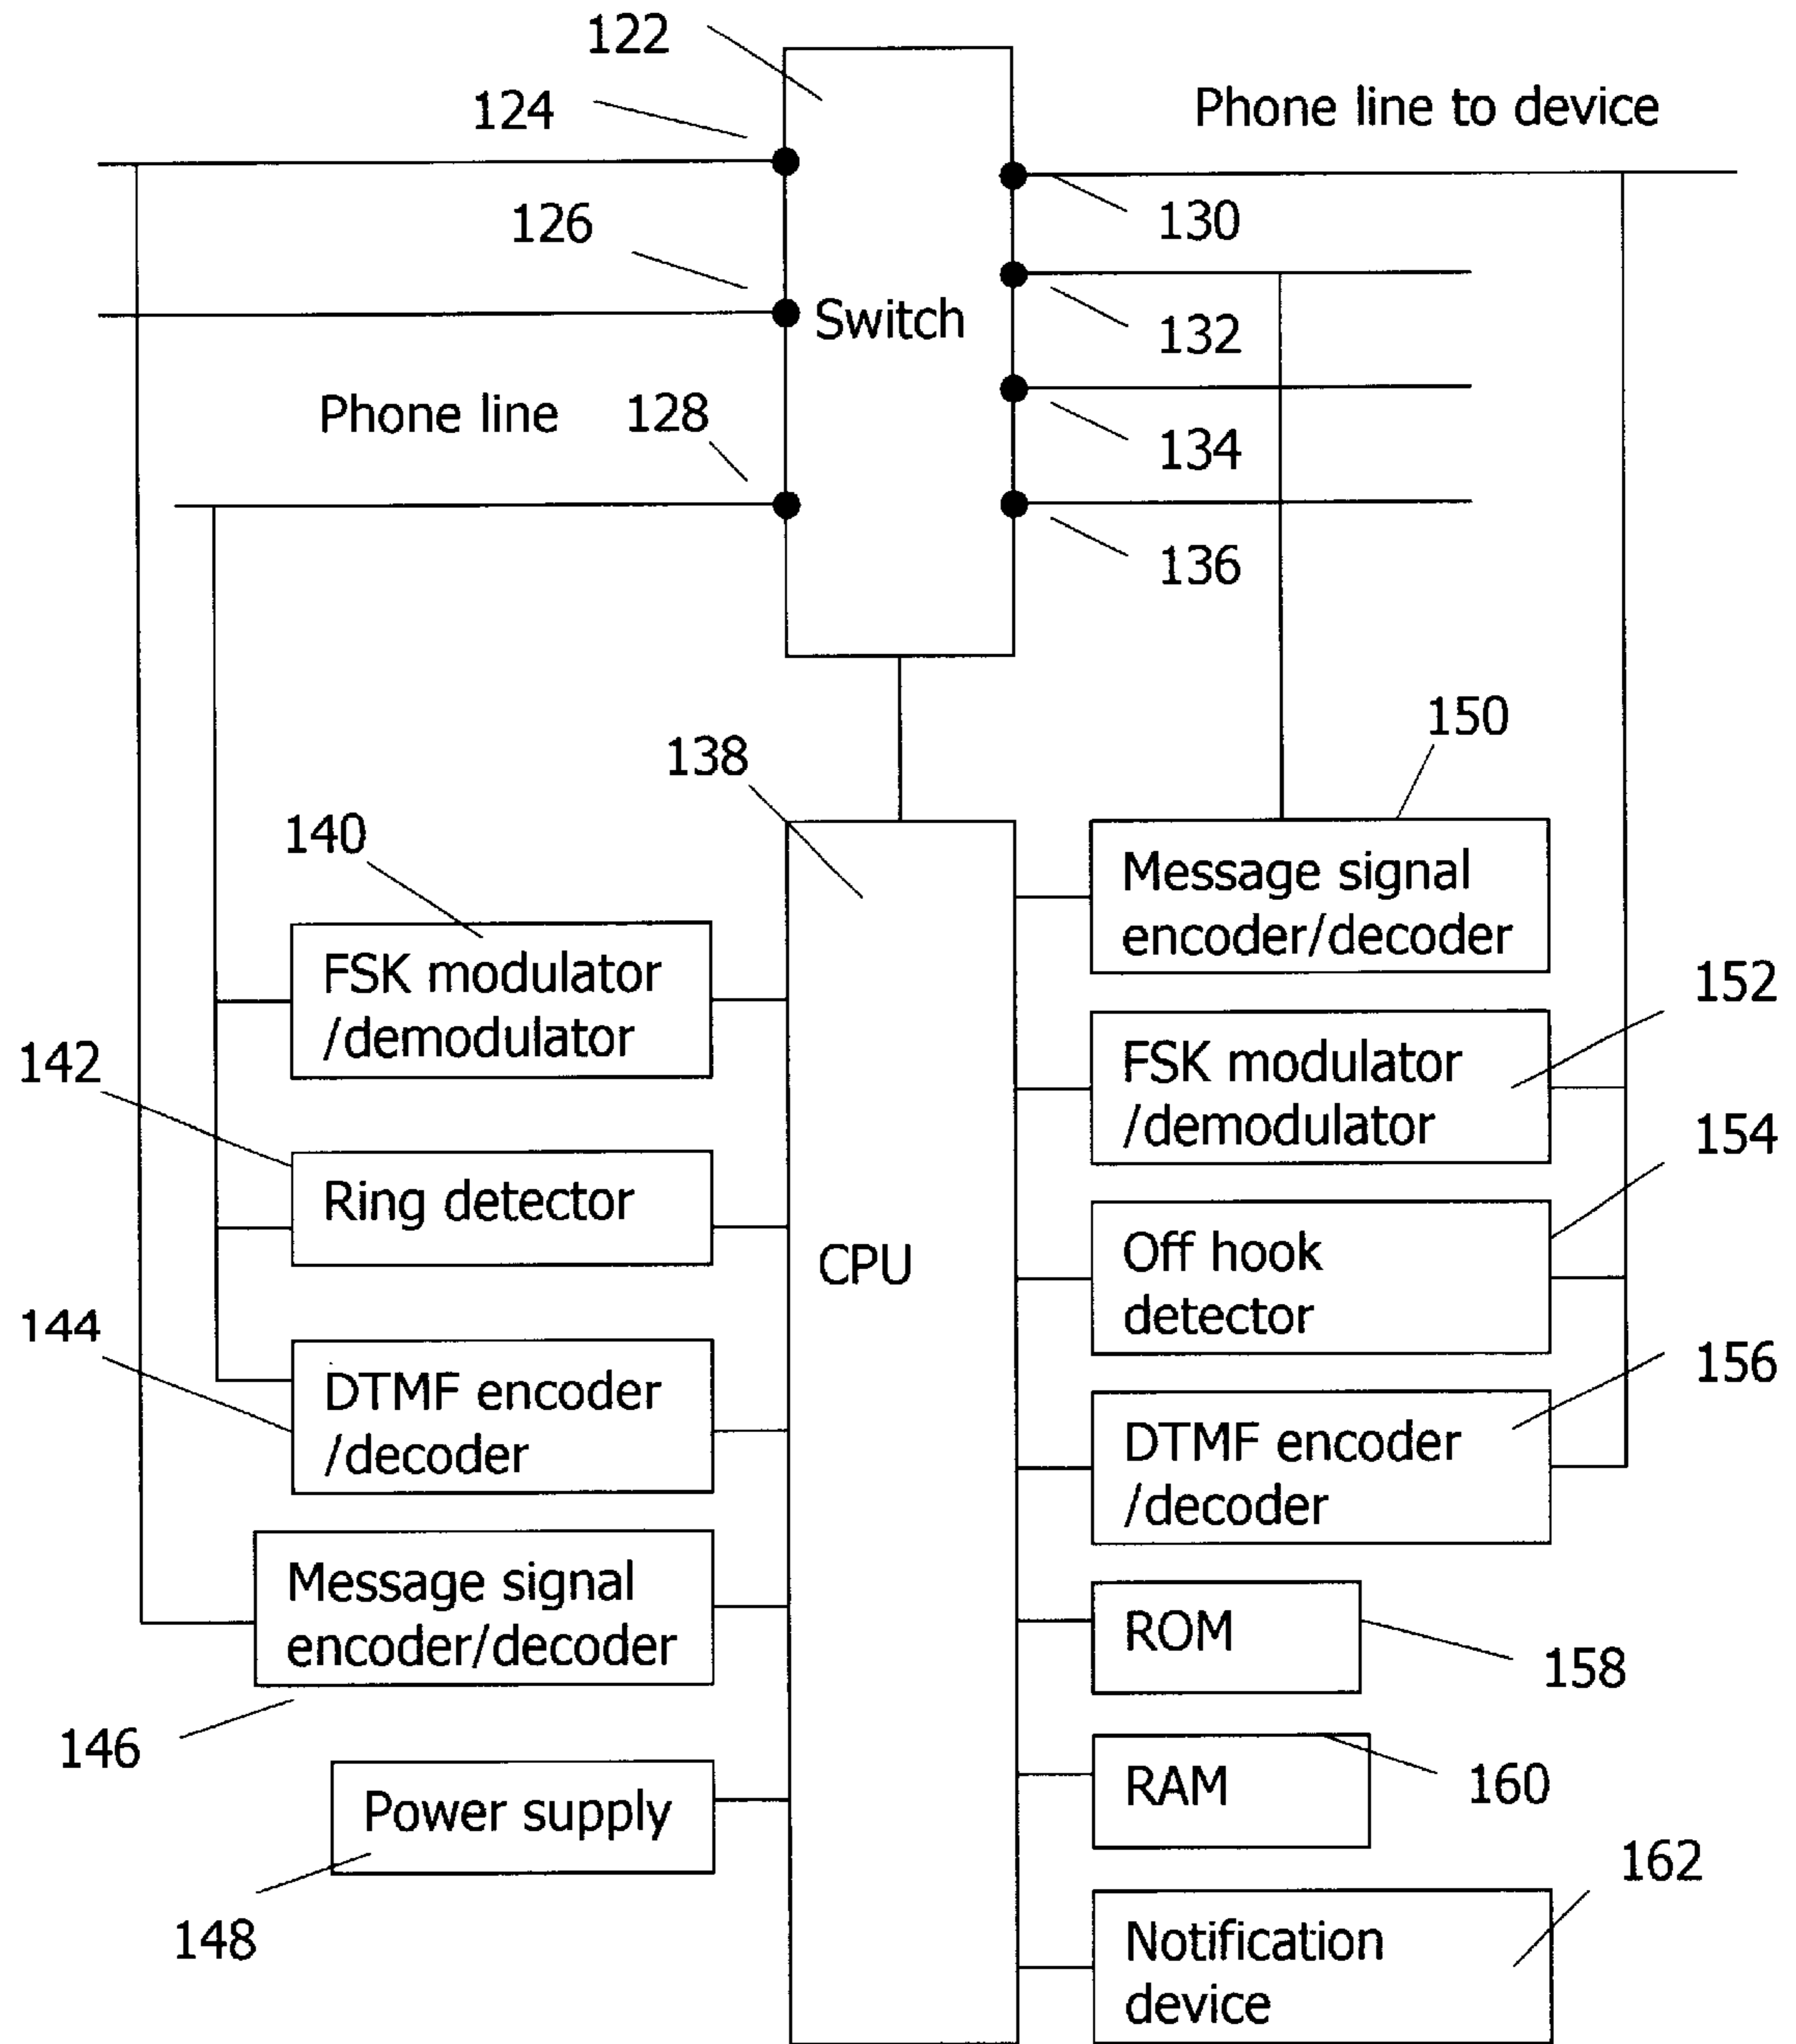 122
124
Phone line to device
126
130
Switch
132
Phone line
128
134
136
150
138
140
Message signal
encoder/decoder
FSK modulator
/demodulator
152
142
FSK modulator
/demodulator
154
Ring detector
Off hook
detector
CPU
144
156
DTMF encoder
/decoder
DTMF encoder
/decoder
Message signal
encoder/decoder
ROM
158
146
RAM
160
Power supply
162
148
Notification
device